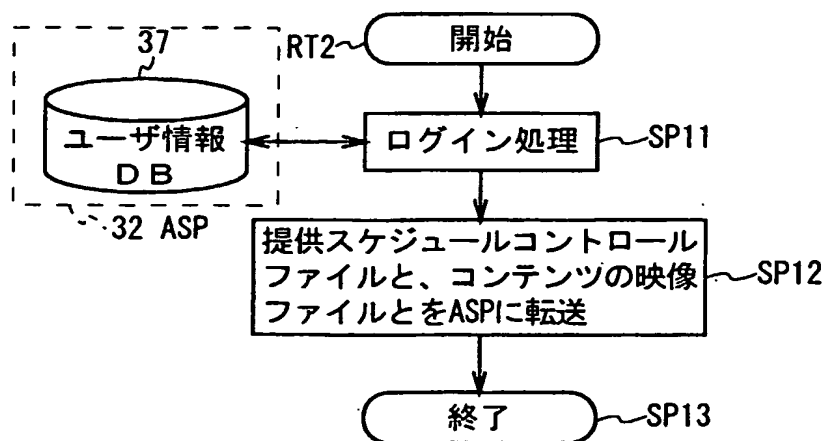 RT2
開始
37
ユーザ情報
DB
ログイン処理
SP11
32 ASP
提供スケジュールコントロール
ファイルと、コンテンツの映像
ファイルとをASPに転送
SP12
終了
SP13